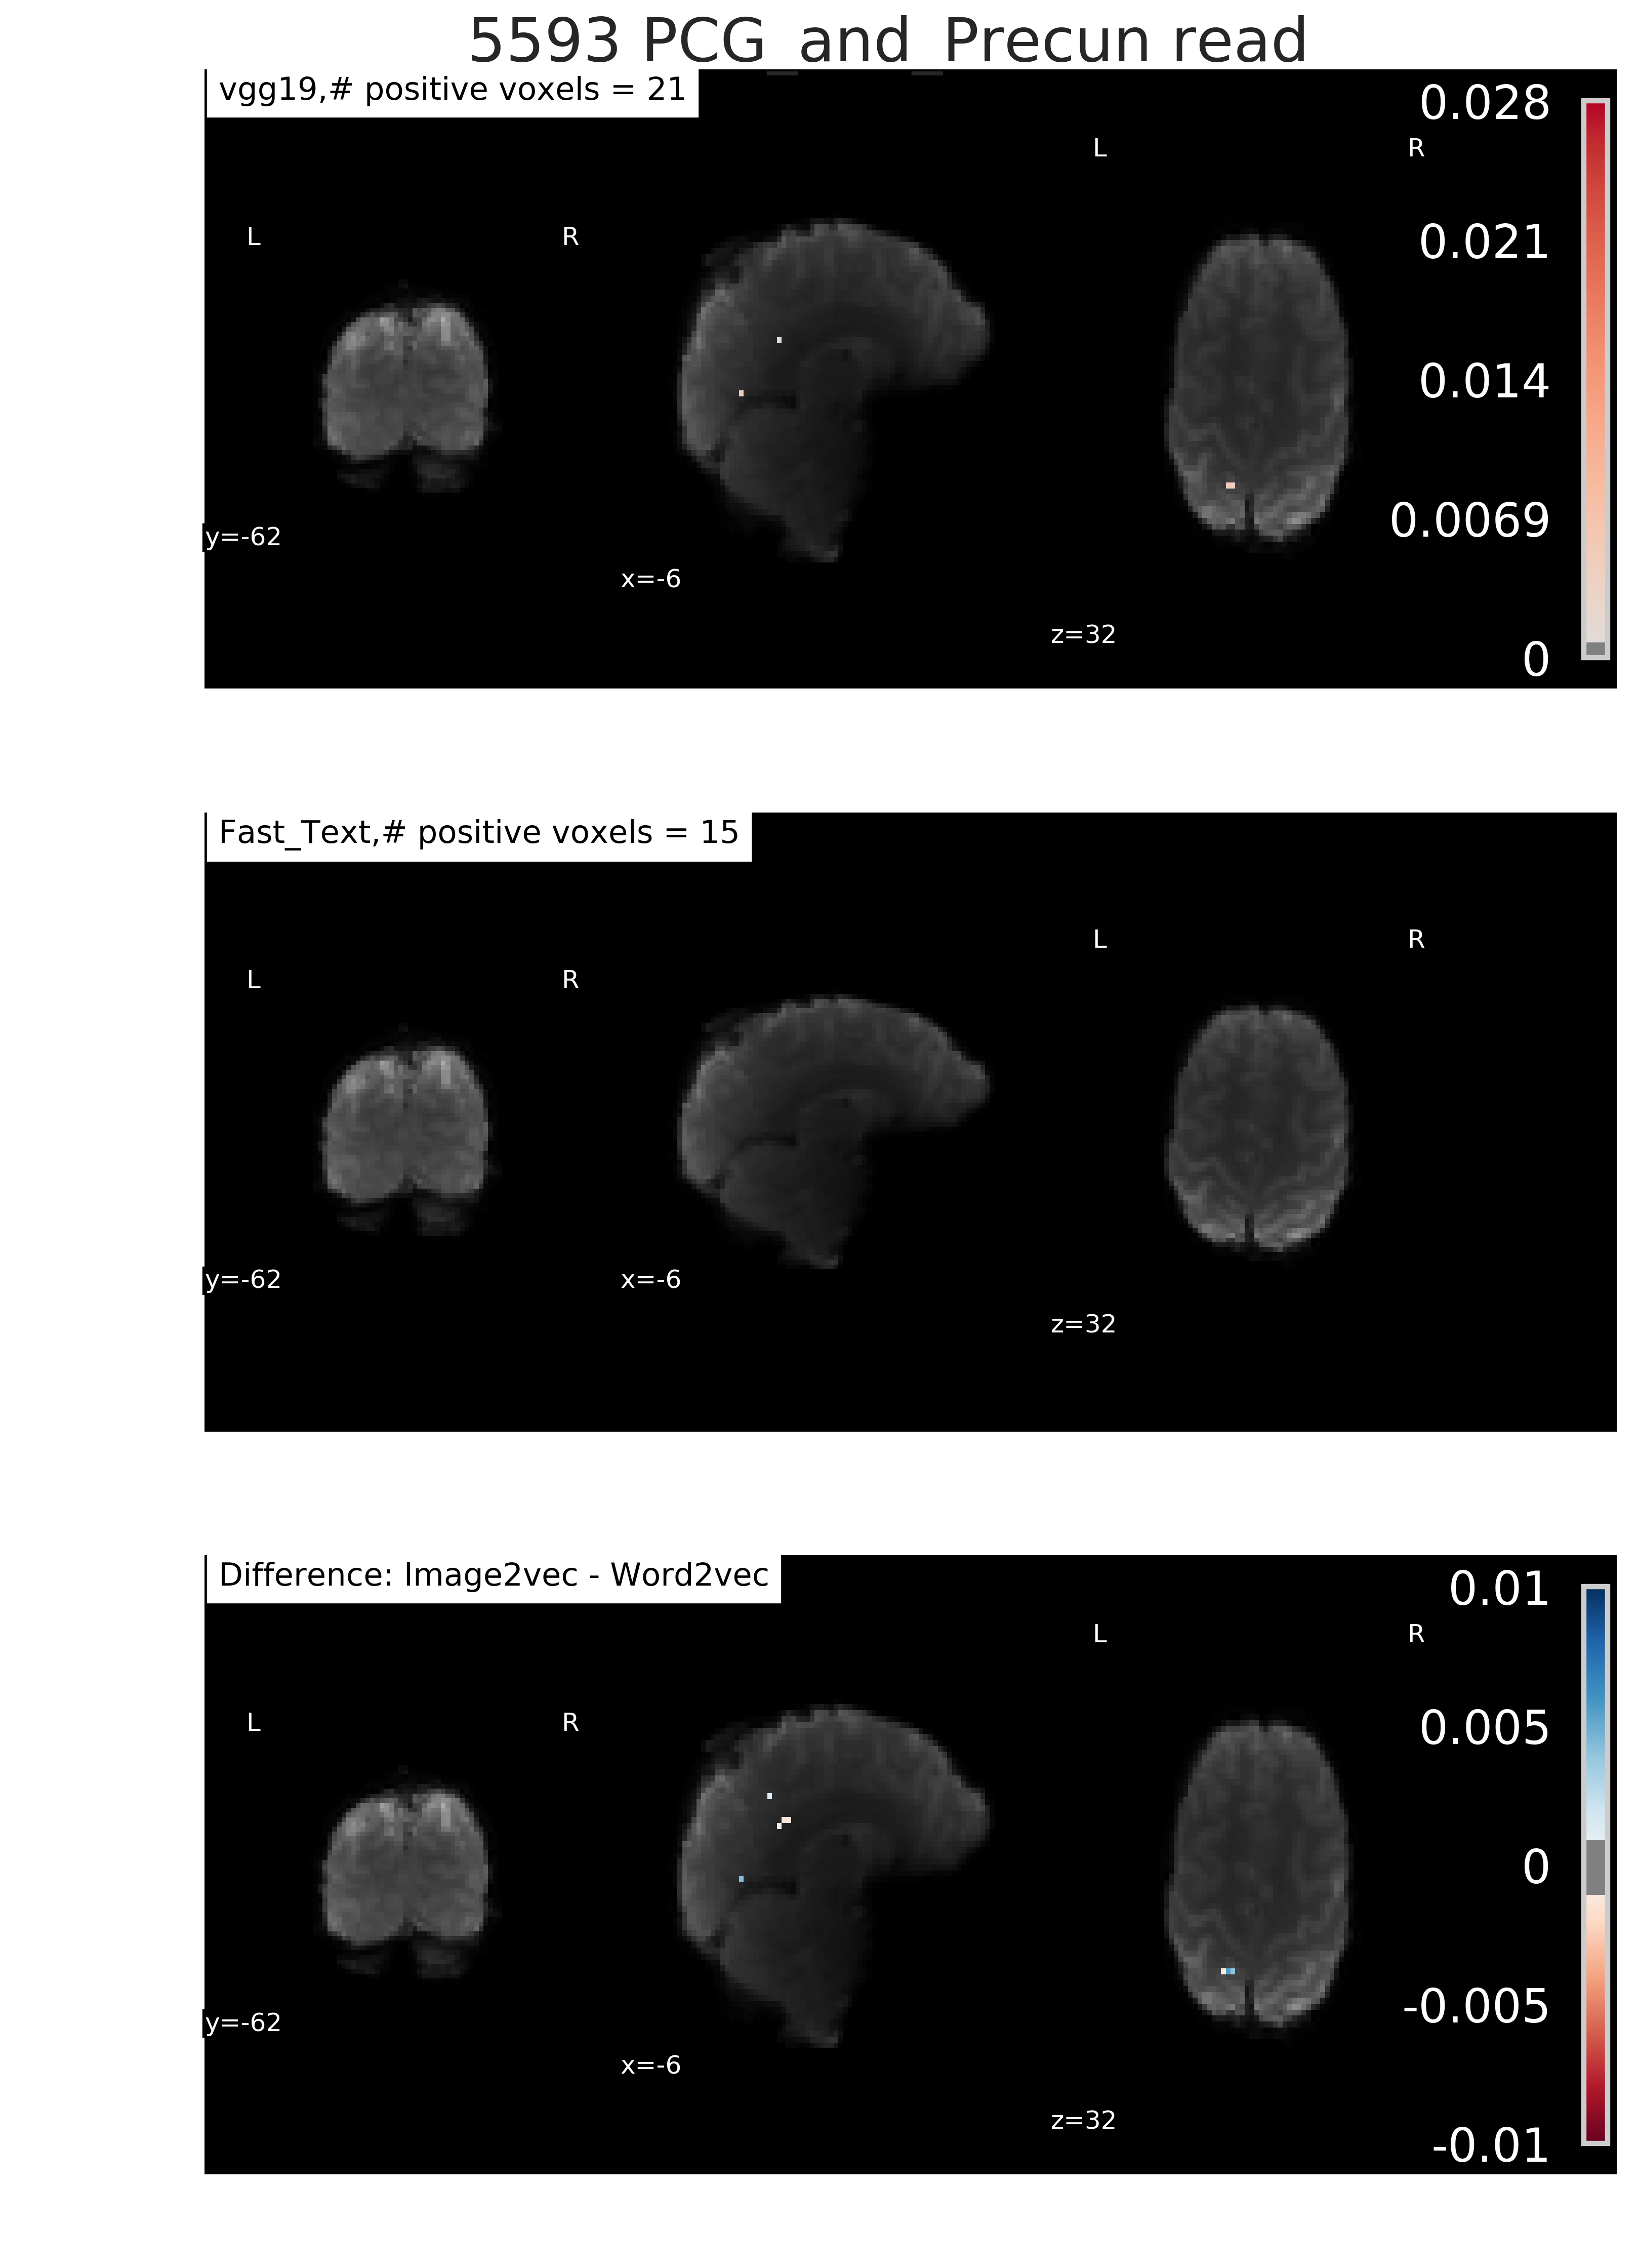 5593 PCG_and_Precun read
vgg19,# positive voxels = 21
0.028
L R
0.021
L R
0.014
0.0069
y=-62
x=-6
z=32
0
Fast_Text,# positive voxels = 15
L R
L R
y=-62
x=-6
z=32
Difference: Image2vec - Word2vec
0.01
L R
L R
0.005
0
-0.005
y=-62
x=-6
z=32
-0.01